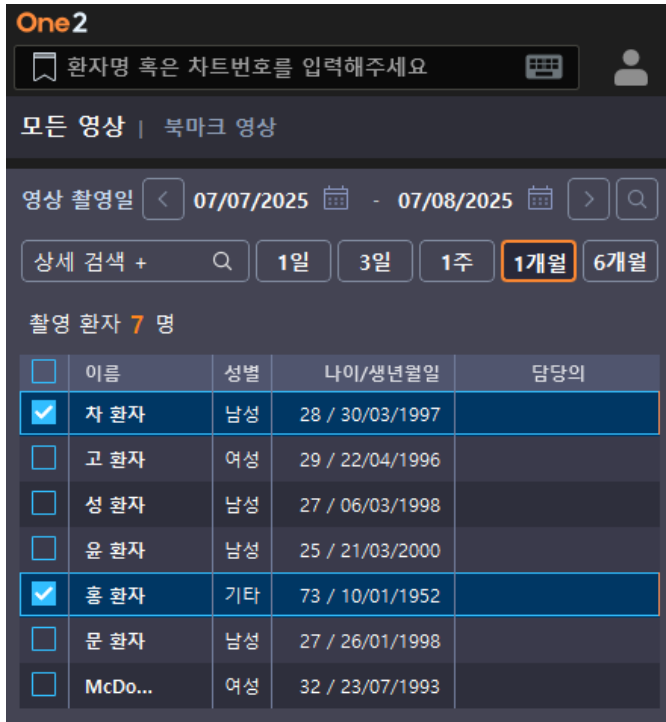 One2
환자명 혹은 차트번호를 입력해주세요
모든 영상 | 북마크 영상
영상 촬영일 < 07/07/2025 - 07/08/2025 >
상세 검색 + 1일 3일 1주 1개월 6개월
촬영 환자 7 명
이름 성별 나이/생년월일 담당의
차 환자 남성 28 / 30/03/1997
고 환자 여성 29 / 22/04/1996
성 환자 남성 27 / 06/03/1998
윤 환자 남성 25 / 21/03/2000
홍 환자 기타 73 / 10/01/1952
문 환자 남성 27 / 26/01/1998
McDo... 여성 32 / 23/07/1993